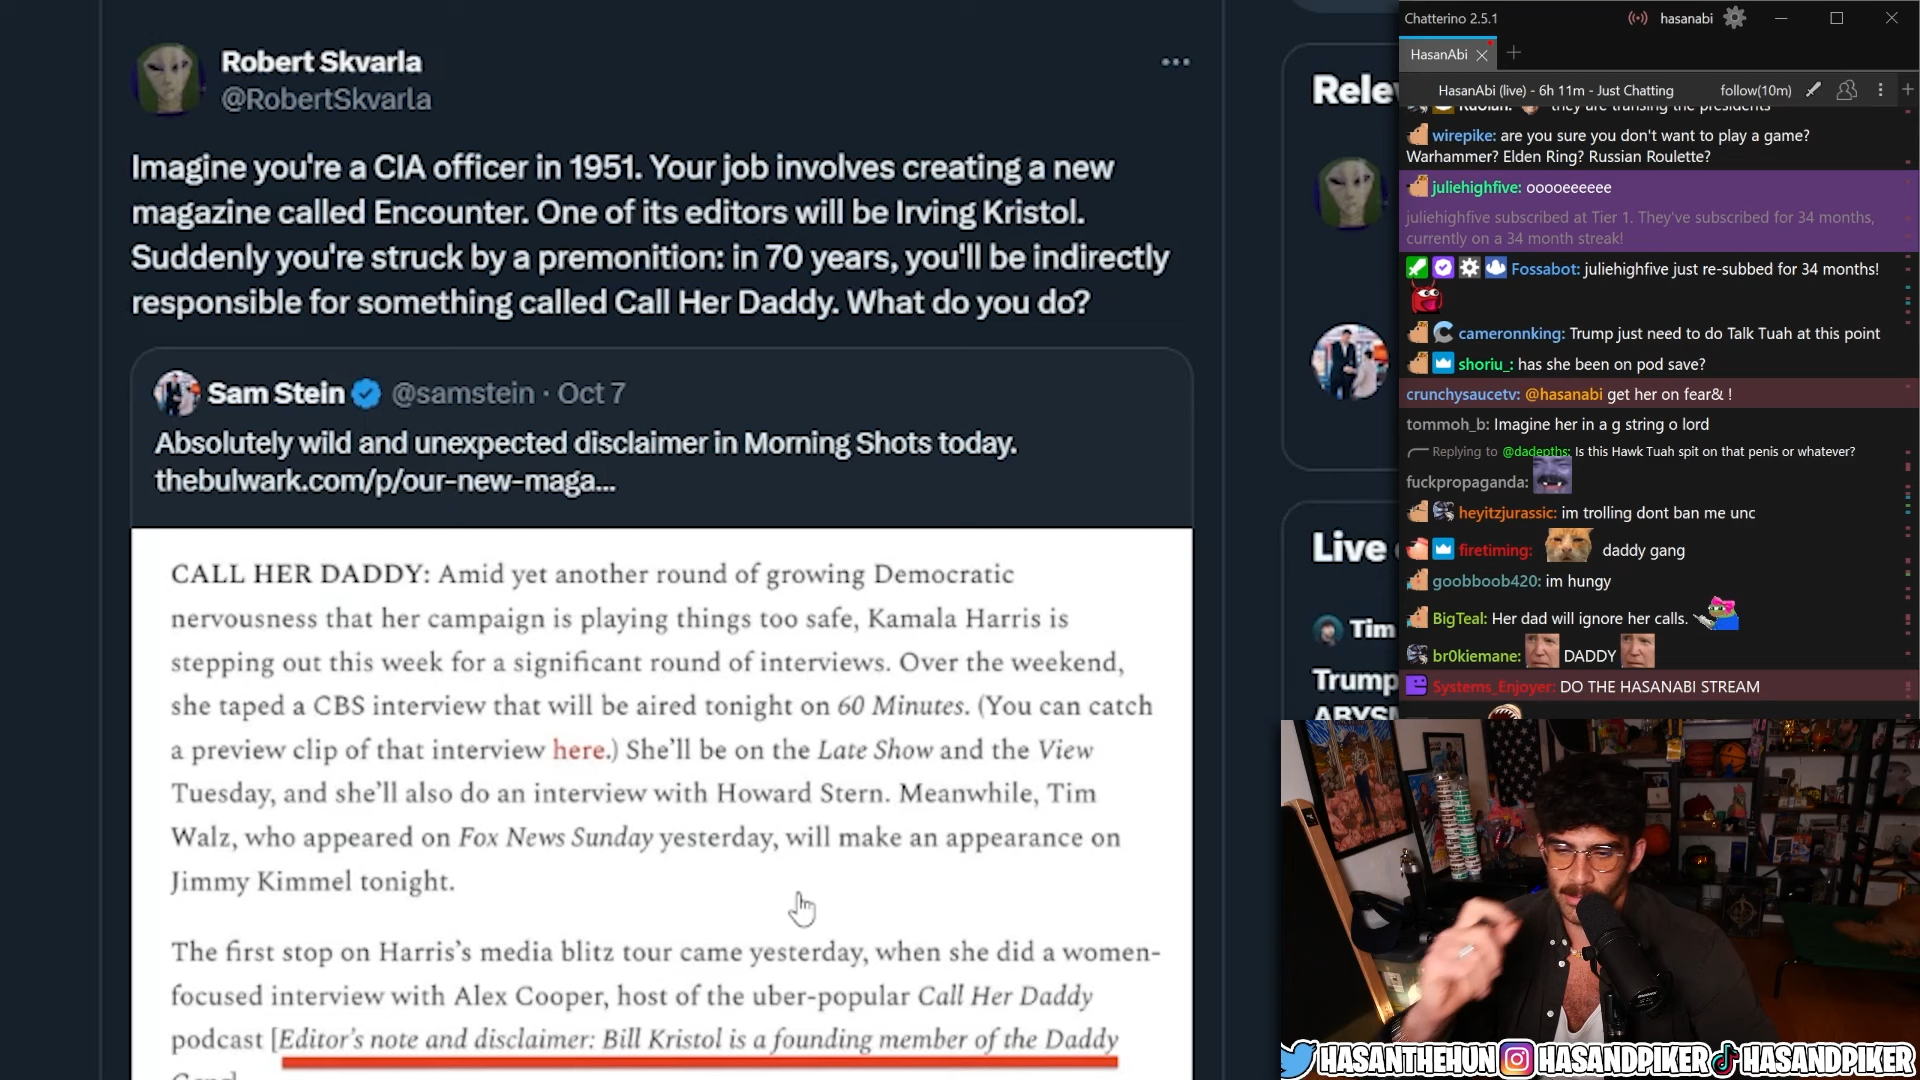 Robert Skvarla
@RobertSkvarla
Imagine you're a CIA officer in 1951. Your job involves creating a new
magazine called Encounter. One of its editors will be Irving Kristol.
Suddenly you're struck by a premonition: in 70 years, you'll be indirectly
responsible for something called Call Her Daddy. What do you do?
Sam Stein @samstein · Oct 7
Absolutely wild and unexpected disclaimer in Morning Shots today.
thebulwark.com/p/our-new-maga...
CALL HER DADDY: Amid yet another round of growing Democratic
nervousness that her campaign is playing things too safe, Kamala Harris is
stepping out this week for a significant round of interviews. Over the weekend,
she taped a CBS interview that will be aired tonight on 60 Minutes. (You can catch
a preview clip of that interview here.) She’ll be on the Late Show and the View
Tuesday, and she’ll also do an interview with Howard Stern. Meanwhile, Tim
Walz, who appeared on Fox News Sunday yesterday, will make an appearance on
Jimmy Kimmel tonight.
The first stop on Harris’s media blitz tour came yesterday, when she did a women-
focused interview with Alex Cooper, host of the uber-popular Call Her Daddy
podcast [Editor’s note and disclaimer: Bill Kristol is a founding member of the Daddy
Rele
Live
Tim
Trump
ABYS
Chatterino 2.5.1
hasanabi
HasanAbi
HasanAbi (live) - 6h 11m - Just Chatting
follow(10m)
they are transing the presidents
wirepike: are you sure you don't want to play a game?
Warhammer? Elden Ring? Russian Roulette?
juliehighfive: ooooeeeeee
juliehighfive subscribed at Tier 1. They've subscribed for 34 months,
currently on a 34 month streak!
Fossabot: juliehighfive just re-subbed for 34 months!
cameronnking: Trump just need to do Talk Tuah at this point
shoriu_: has she been on pod save?
crunchysaucetv: @hasanabi get her on fear& !
tommoh_b: Imagine her in a g string o lord
Replying to @dadepths: Is this Hawk Tuah spit on that penis or whatever?
fuckpropaganda:
heyitzjurassic: im trolling dont ban me unc
firetiming: daddy gang
goobboob420: im hungy
BigTeal: Her dad will ignore her calls.
br0kiemane: DADDY
Systems_Enjoyer: DO THE HASANABI STREAM
HASANTHEHUN HASANDPIKER HASANDPIKER